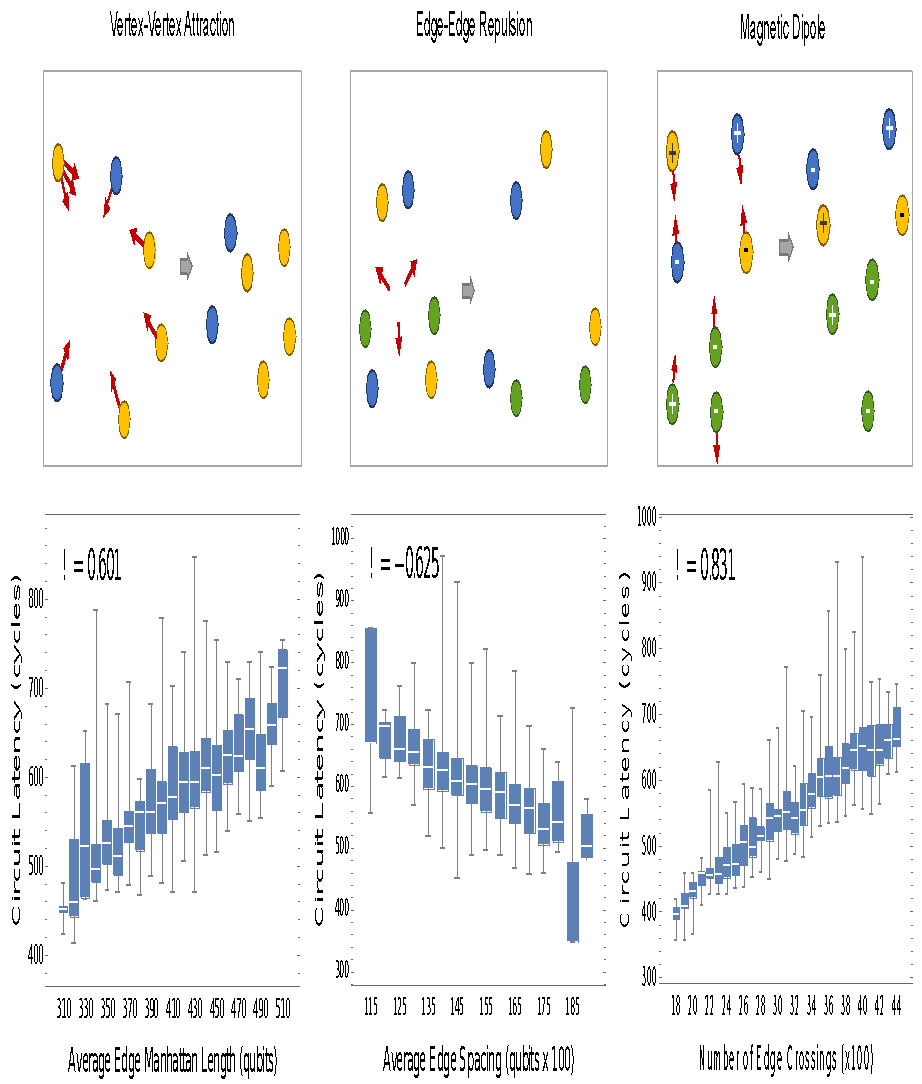 Vertex-Vertex Attraction
Edge-Edge Repulsion
Magnetic Dipole
! = 0.601
Circuit Latency (cycles)
800
700
600
500
400
310 330 350 370 390 410 430 450 470 490 510
Average Edge Manhattan Length (qubits)
! = −0.625
Circuit Latency (cycles)
1000
900
800
700
600
500
400
300
115 125 135 145 155 165 175 185
Average Edge Spacing (qubits x 100)
! = 0.831
Circuit Latency (cycles)
1000
900
800
700
600
500
400
300
18 20 22 24 26 28 30 32 34 36 38 40 42 44
Number of Edge Crossings (x100)